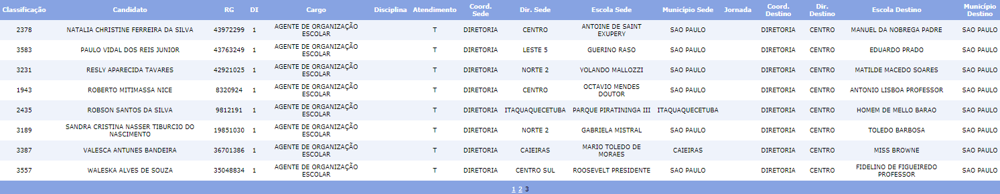 Classificação Candidato RG DI Cargo Disciplina Atendimento Coord. Sede Dir. Sede Escola Sede Município Sede Jornada Coord. Destino Dir. Destino Escola Destino Município Destino
2378 NATALIA CHRISTINE FERREIRA DA SILVA 43972299 1 AGENTE DE ORGANIZAÇÃO ESCOLAR T DIRETORIA CENTRO ANTOINE DE SAINT EXUPERY SAO PAULO DIRETORIA CENTRO MANUEL DA NOBREGA PADRE SAO PAULO
3583 PAULO VIDAL DOS REIS JUNIOR 43763249 1 AGENTE DE ORGANIZAÇÃO ESCOLAR T DIRETORIA LESTE 5 GUERINO RASO SAO PAULO DIRETORIA CENTRO EDUARDO PRADO SAO PAULO
3231 RESLY APARECIDA TAVARES 42921025 1 AGENTE DE ORGANIZAÇÃO ESCOLAR T DIRETORIA NORTE 2 YOLANDO MALLOZZI SAO PAULO DIRETORIA CENTRO MATILDE MACEDO SOARES SAO PAULO
1943 ROBERTO MITIMASSA NICE 8320924 1 AGENTE DE ORGANIZAÇÃO ESCOLAR T DIRETORIA CENTRO OCTAVIO MENDES DOUTOR SAO PAULO DIRETORIA CENTRO ANTONIO LISBOA PROFESSOR SAO PAULO
2435 ROBSON SANTOS DA SILVA 9812191 1 AGENTE DE ORGANIZAÇÃO ESCOLAR T DIRETORIA ITAQUAQUECETUBA PARQUE PIRATININGA III ITAQUAQUECETUBA DIRETORIA CENTRO HOMEM DE MELLO BARAO SAO PAULO
3189 SANDRA CRISTINA NASSER TIBURCIO DO NASCIMENTO 19851030 1 AGENTE DE ORGANIZAÇÃO ESCOLAR T DIRETORIA NORTE 2 GABRIELA MISTRAL SAO PAULO DIRETORIA CENTRO TOLEDO BARBOSA SAO PAULO
3387 VALESCA ANTUNES BANDEIRA 36701386 1 AGENTE DE ORGANIZAÇÃO ESCOLAR T DIRETORIA CAIEIRAS MARIO TOLEDO DE MORAES CAIEIRAS DIRETORIA CENTRO MISS BROWNE SAO PAULO
3557 WALESKA ALVES DE SOUZA 35048834 1 AGENTE DE ORGANIZAÇÃO ESCOLAR T DIRETORIA CENTRO SUL ROOSEVELT PRESIDENTE SAO PAULO DIRETORIA CENTRO FIDELINO DE FIGUEIREDO PROFESSOR SAO PAULO
1 2 3